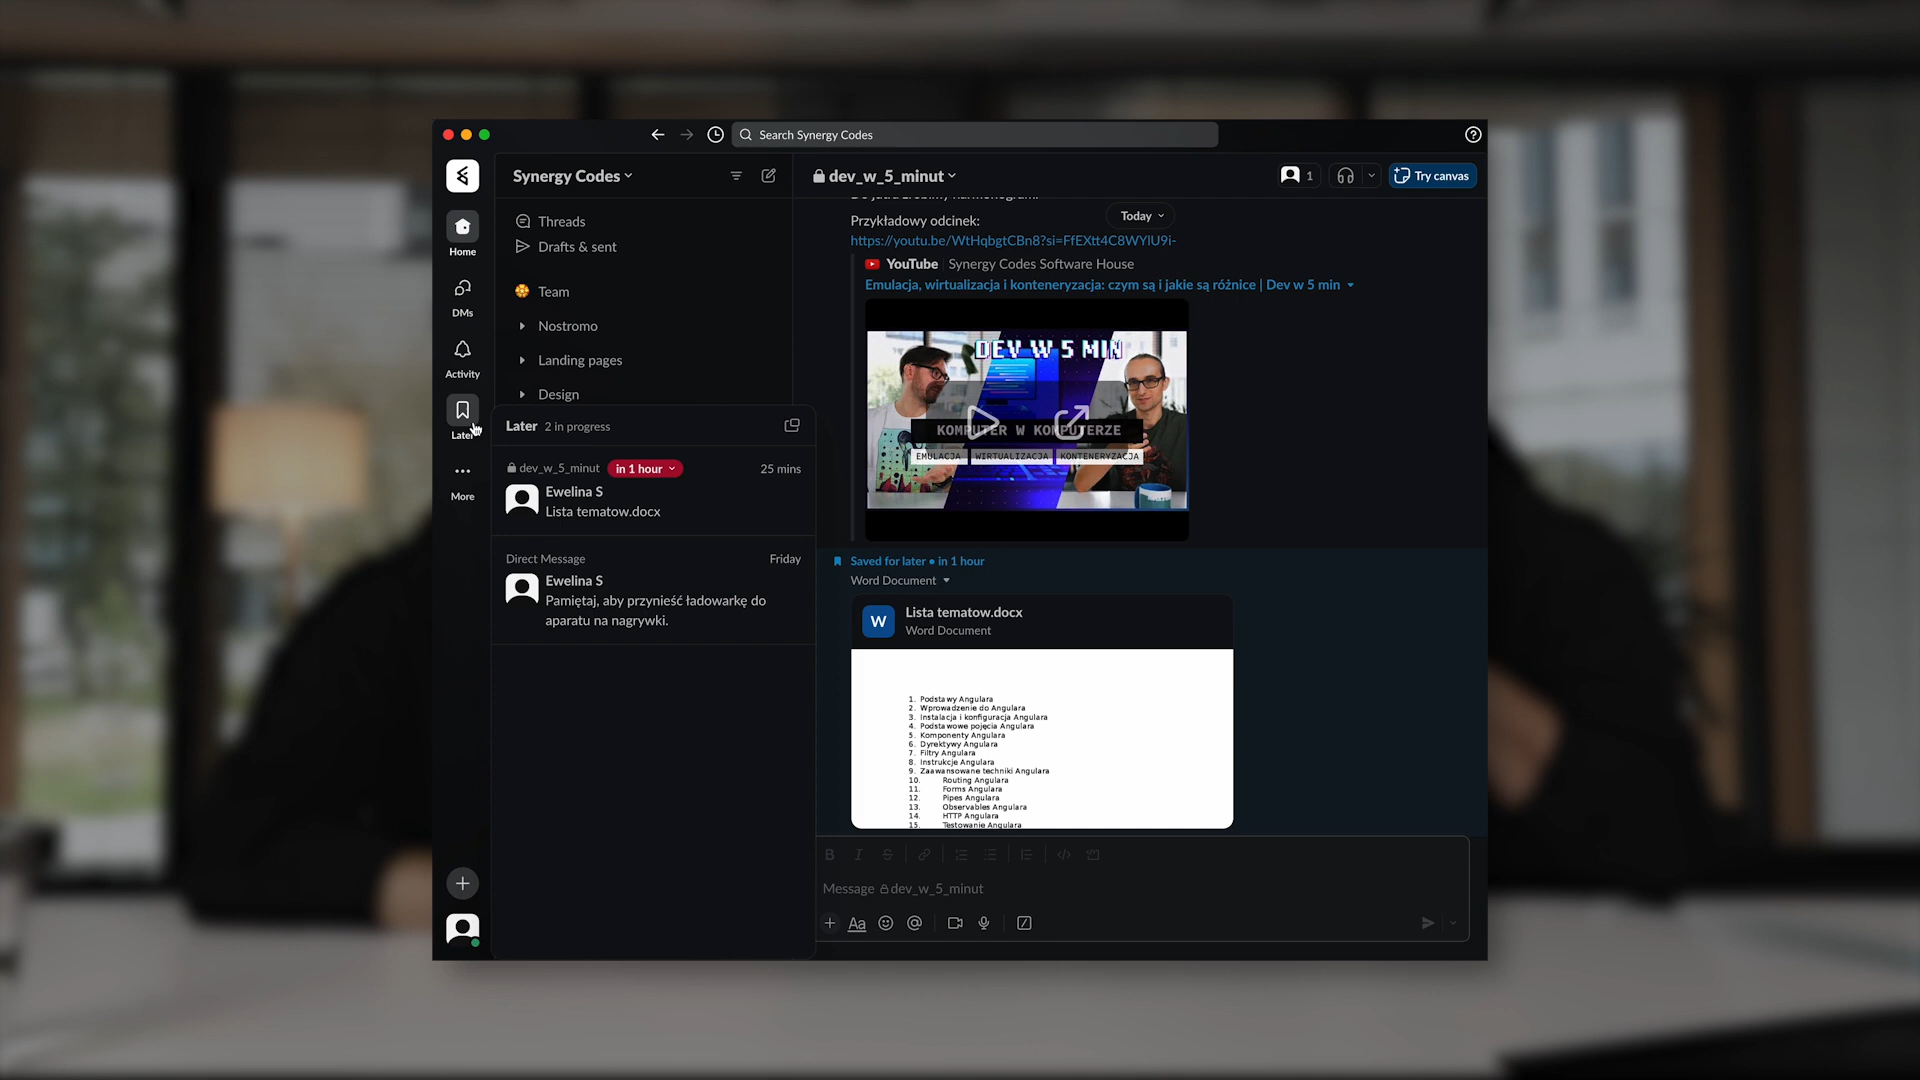 Search Synergy Codes
Synergy Codes
dev_w_5_minut
1
Try canvas
Home
DMs
Activity
Later
More
Threads
Drafts & sent
Team
Nostromo
Landing pages
Design
Today
Przykładowy odcinek:
https://youtu.be/WtHqbgtCBn8?si=FfEXtt4C8WYIU9i-
YouTube Synergy Codes Software House
Emulacja, wirtualizacja i konteneryzacja: czym są i jakie są różnice | Dev w 5 min
DEV W 5 MIN
KOMPUTER W KOMPUTERZE
EMULACJA WIRTUALIZACJA KONTENERYZACJA
Later 2 in progress
dev_w_5_minut in 1 hour 25 mins
Ewelina S
Lista tematow.docx
Direct Message Friday
Ewelina S
Pamiętaj, aby przynieść ładowarkę do
aparatu na nagrywki.
Saved for later • in 1 hour
Word Document
W
Lista tematow.docx
Word Document
1. Podstawy Angulara
2. Wprowadzenie do Angulara
3. Instalacja i konfiguracja Angulara
4. Podstawowe pojęcia Angulara
5. Komponenty Angulara
6. Dyrektywy Angulara
7. Filtry Angulara
8. Instrukcje Angulara
9. Zaawansowane techniki Angulara
10. Routing Angulara
11. Forms Angulara
12. Pipes Angulara
13. Observables Angulara
14. HTTP Angulara
15. Testowanie Angulara
B I S
Message dev_w_5_minut
Aa